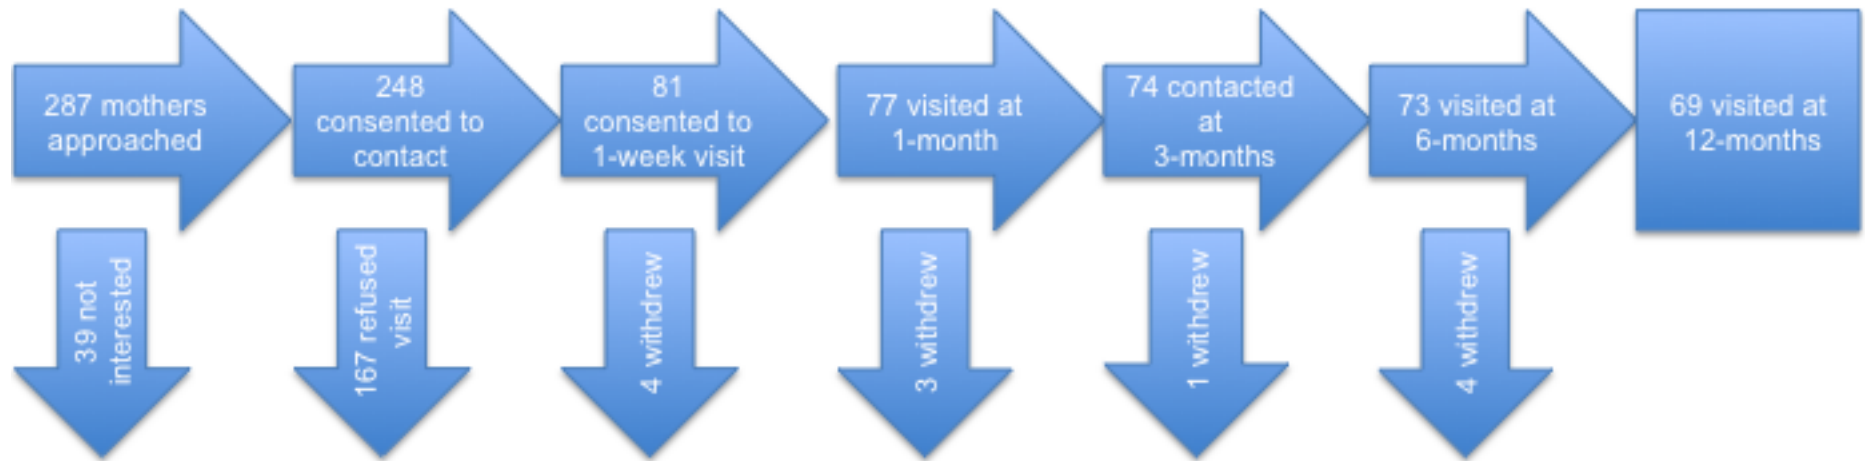 287 mothers
approached
248
consented to
contact
81
consented to
1-week visit
77 visited at
1-month
74 contacted
at
3-months
73 visited at
6-months
69 visited at
12-months
39 not
interested
167 refused
visit
4 withdrew
3 withdrew
1 withdrew
4 withdrew